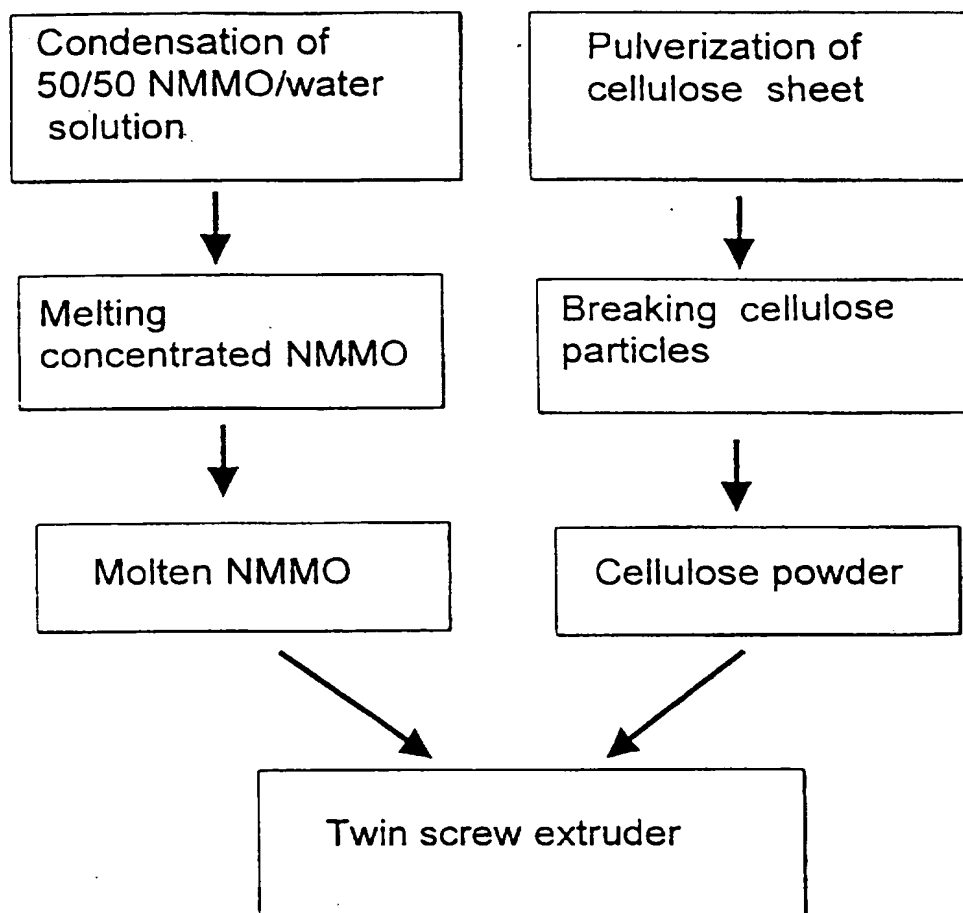 Condensation of
50/50 NMMO/water
solution
Pulverization of
cellulose sheet
Melting
concentrated NMMO
Breaking cellulose
particles
Molten NMMO
Cellulose powder
Twin screw extruder